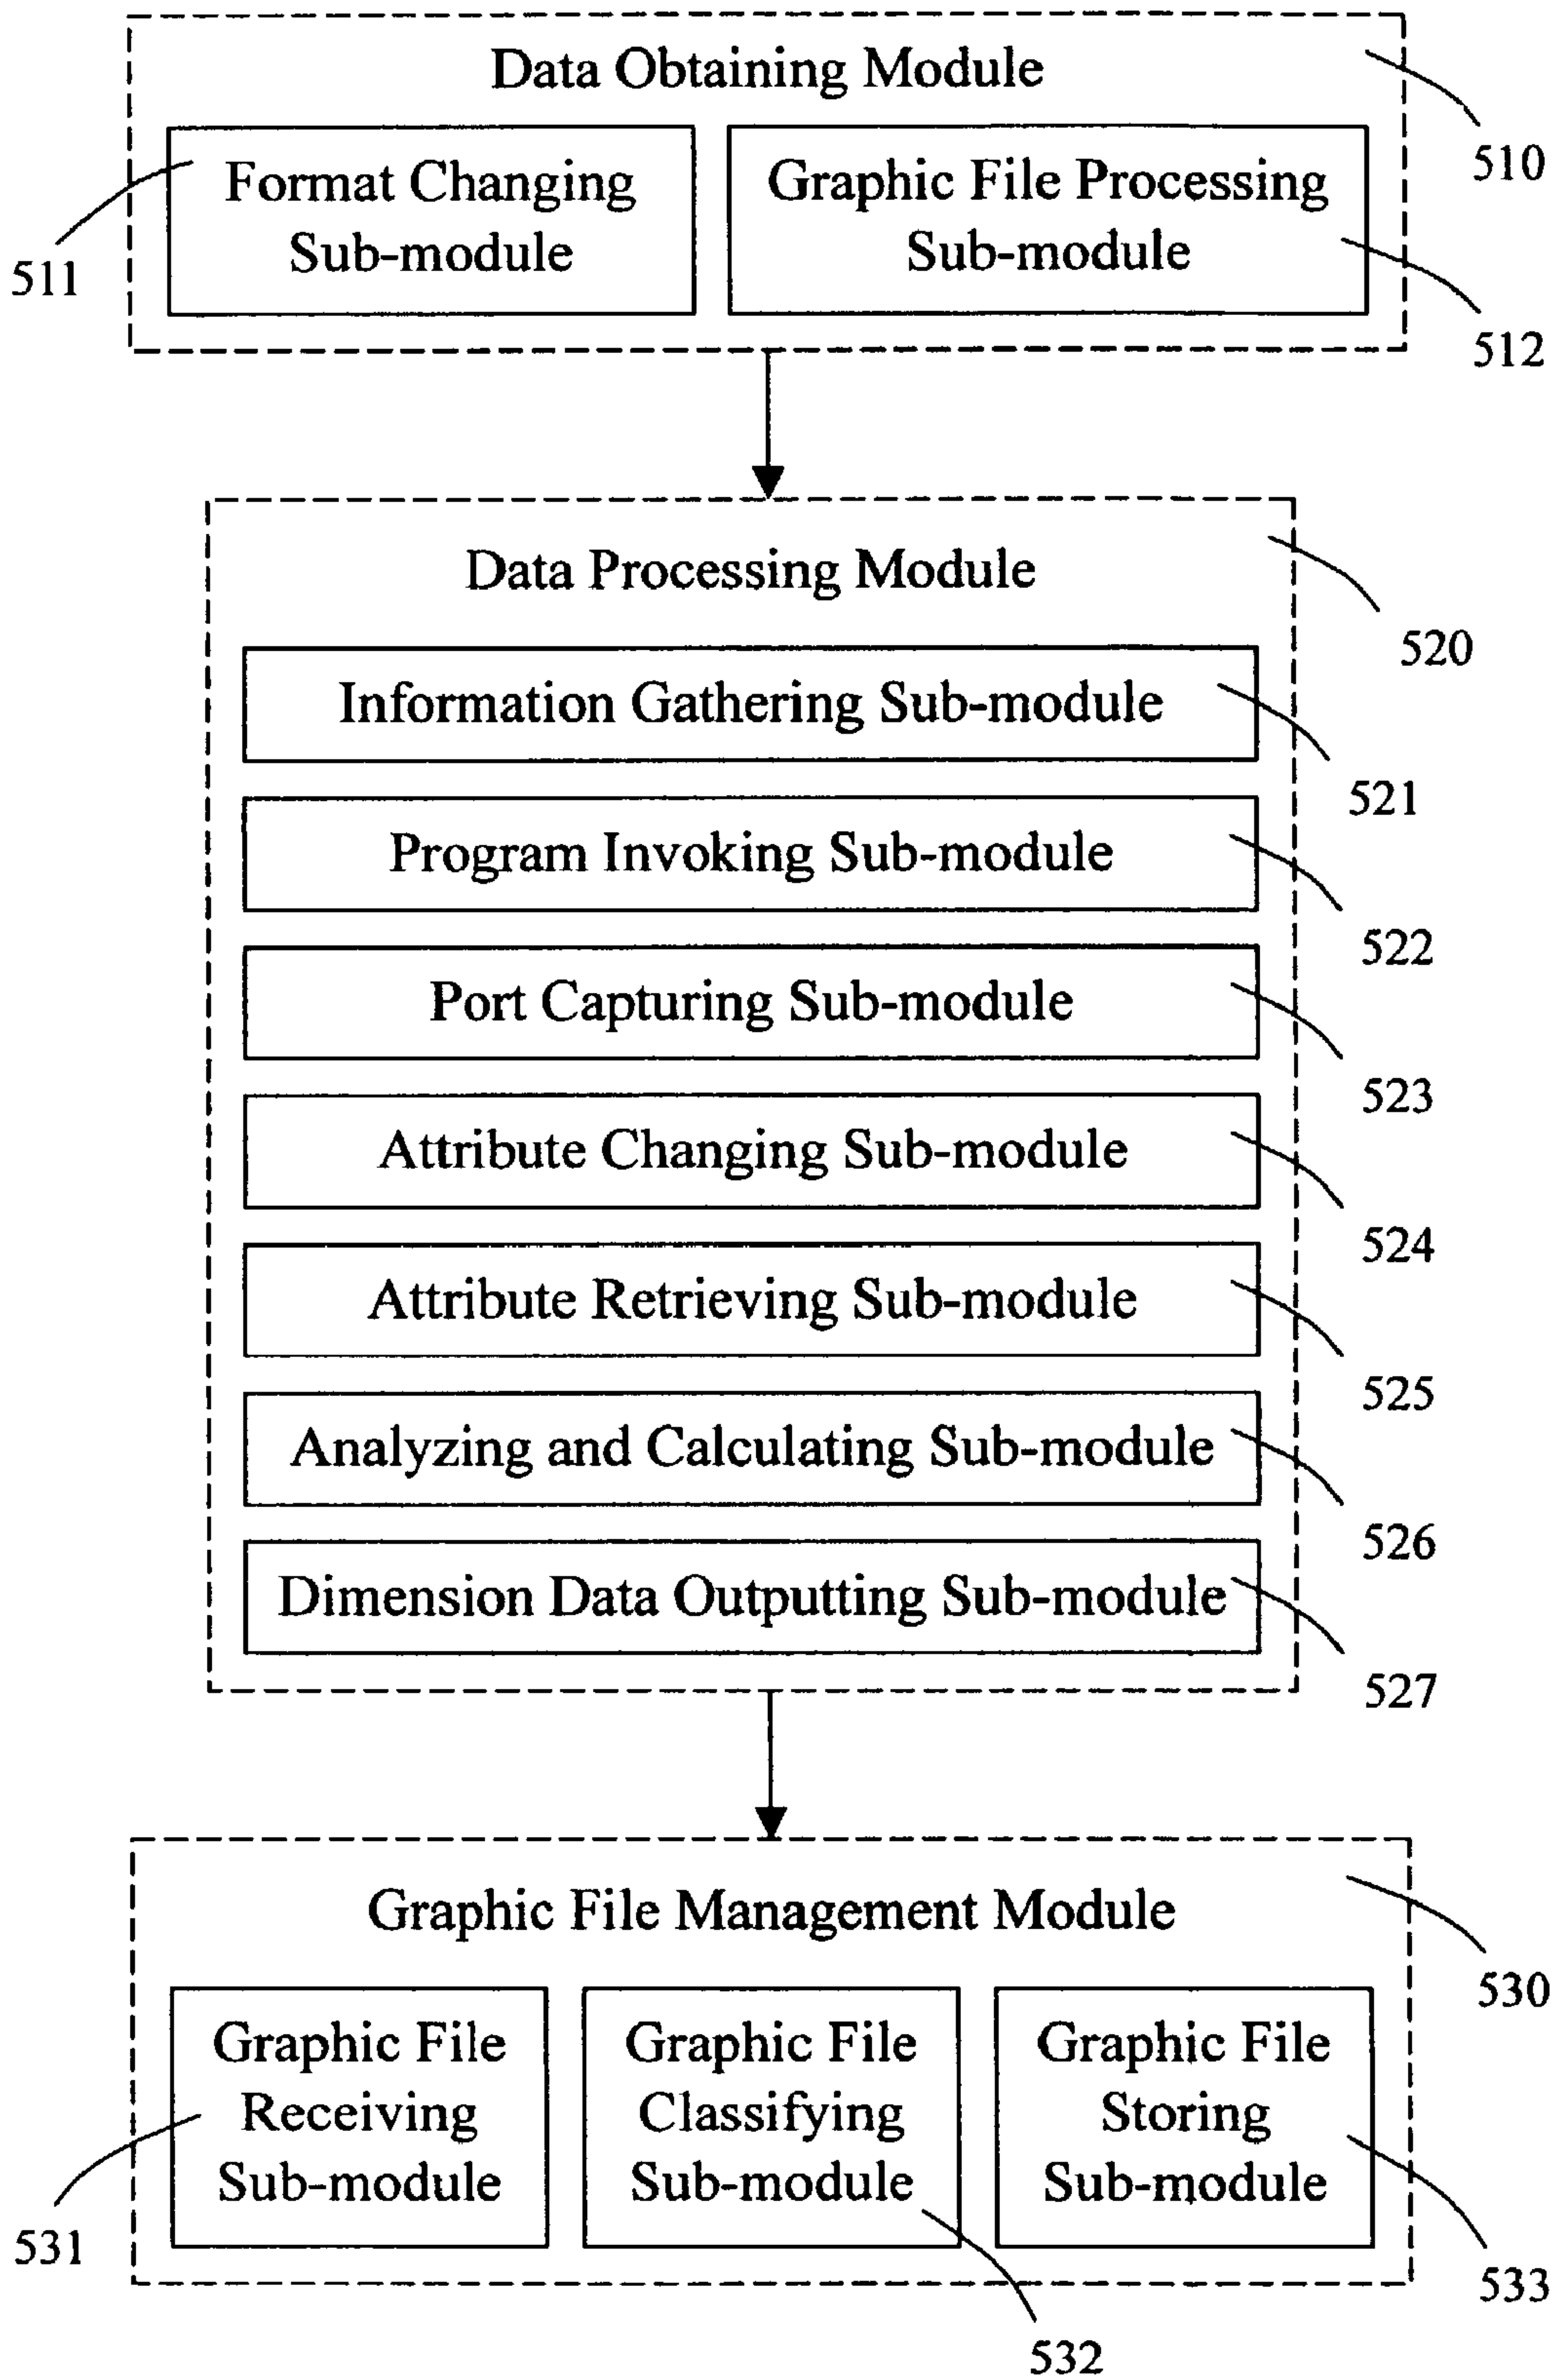 Data Obtaining Module
510
Format Changing
Sub-module
511
Graphic File Processing
Sub-module
512
Data Processing Module
520
Information Gathering Sub-module
521
Program Invoking Sub-module
522
Port Capturing Sub-module
523
Attribute Changing Sub-module
524
Attribute Retrieving Sub-module
525
Analyzing and Calculating Sub-module
526
Dimension Data Outputting Sub-module
527
Graphic File Management Module
530
Graphic File
Receiving
Sub-module
531
Graphic File
Classifying
Sub-module
532
Graphic File
Storing
Sub-module
533